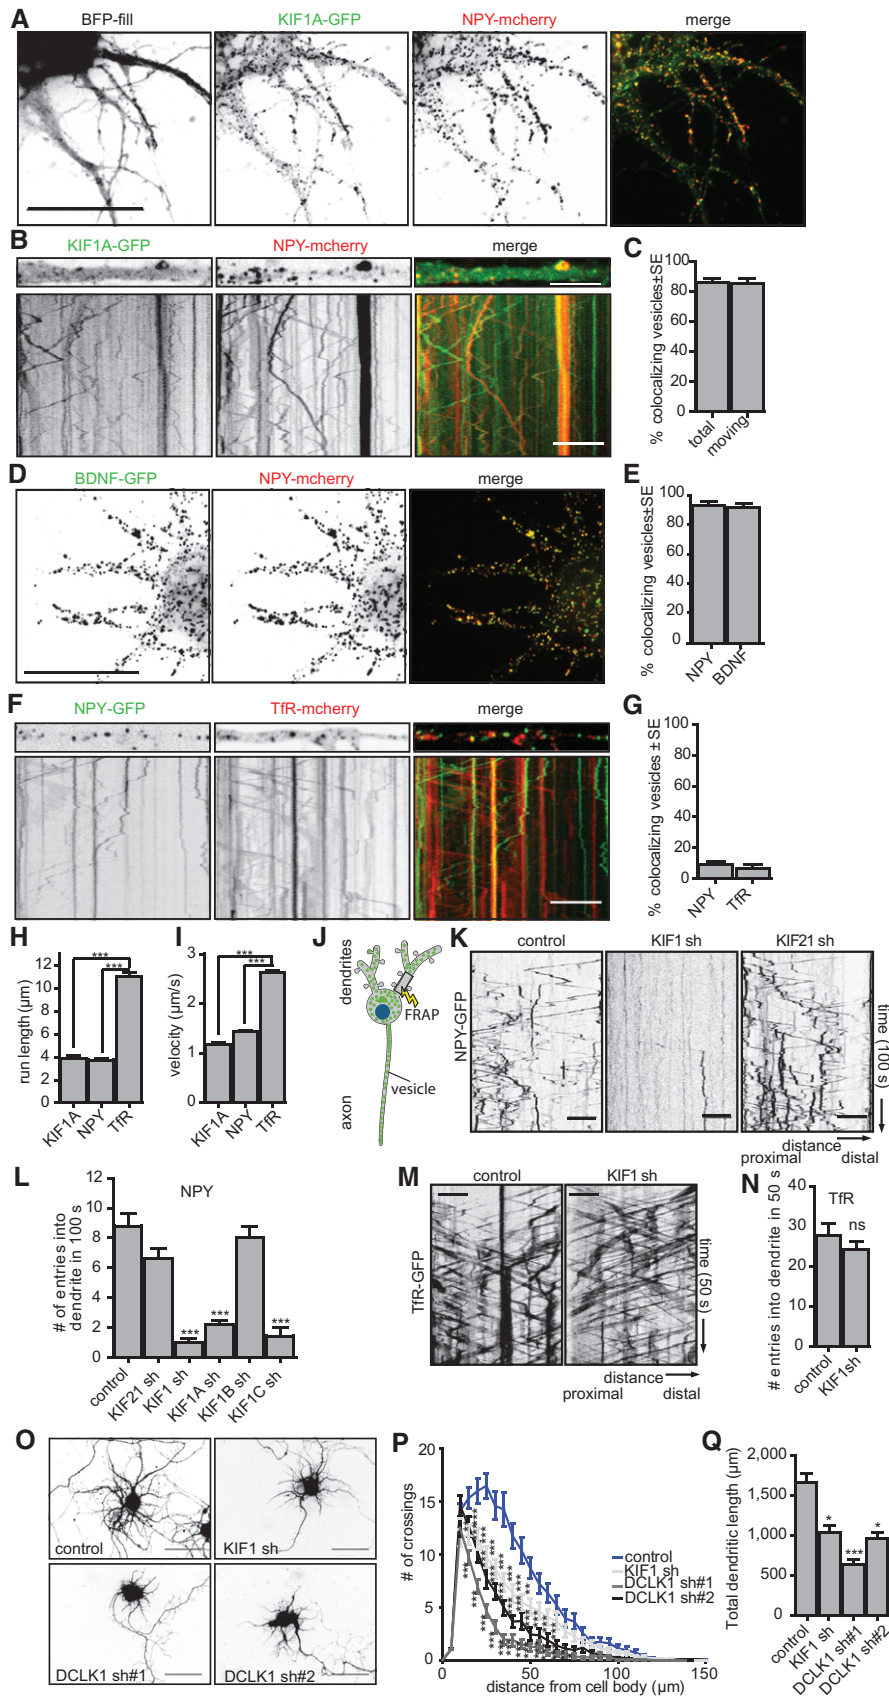 A
BFP-fill
KIF1A-GFP
NPY-mcherry
merge
B
KIF1A-GFP
NPY-mcherry
merge
C
% colocalizing vesicles±SE
100
80
60
40
20
0
total
moving
D
BDNF-GFP
NPY-mcherry
merge
E
% colocalizing vesicles±SE
100
80
60
40
20
0
NPY
BDNF
F
NPY-GFP
TfR-mcherry
merge
G
% colocalizing vesides ± SE
100
80
60
40
20
0
NPY
TfR
H
run length (µm)
12
10
8
6
4
2
0
***
***
KIF1A
NPY
TfR
I
velocity (µm/s)
3
2
1
0
***
***
KIF1A
NPY
TfR
J
dendrites
FRAP
vesicle
axon
K
control
KIF1 sh
KIF21 sh
NPY-GFP
time (100 s)
distance
proximal
distal
L
NPY
# of entries into
dendrite in 100 s
12
10
8
6
4
2
0
***
***
***
control
KIF21 sh
KIF1 sh
KIF1A sh
KIF1B sh
KIF1C sh
M
control
KIF1 sh
TfR-GFP
time (50 s)
distance
proximal
distal
N
TfR
# entries into dendrite in 50 s
40
30
20
10
0
ns
control
KIF1sh
O
control
KIF1 sh
DCLK1 sh#1
DCLK1 sh#2
P
# of crossings
20
15
10
5
0
control
KIF1 sh
DCLK1 sh#1
DCLK1 sh#2
0
50
100
150
distance from cell body (µm)
Q
Total dendritic length (µm)
2,000
1,500
1,000
500
0
*
***
*
control
KIF1 sh
DCLK1 sh#1
DCLK1 sh#2